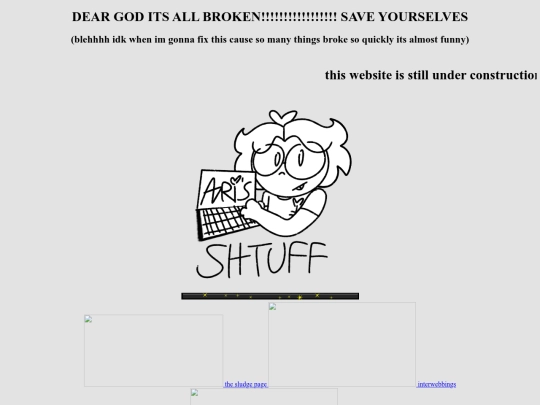 DEAR GOD ITS ALL BROKEN!!!!!!!!!!!!!!!!! SAVE YOURSELVES
(blehhhh idk when im gonna fix this cause so many things broke so quickly its almost funny)
this website is still under constructio
ARI'S
SHTUFF
the sludge page interwebbings